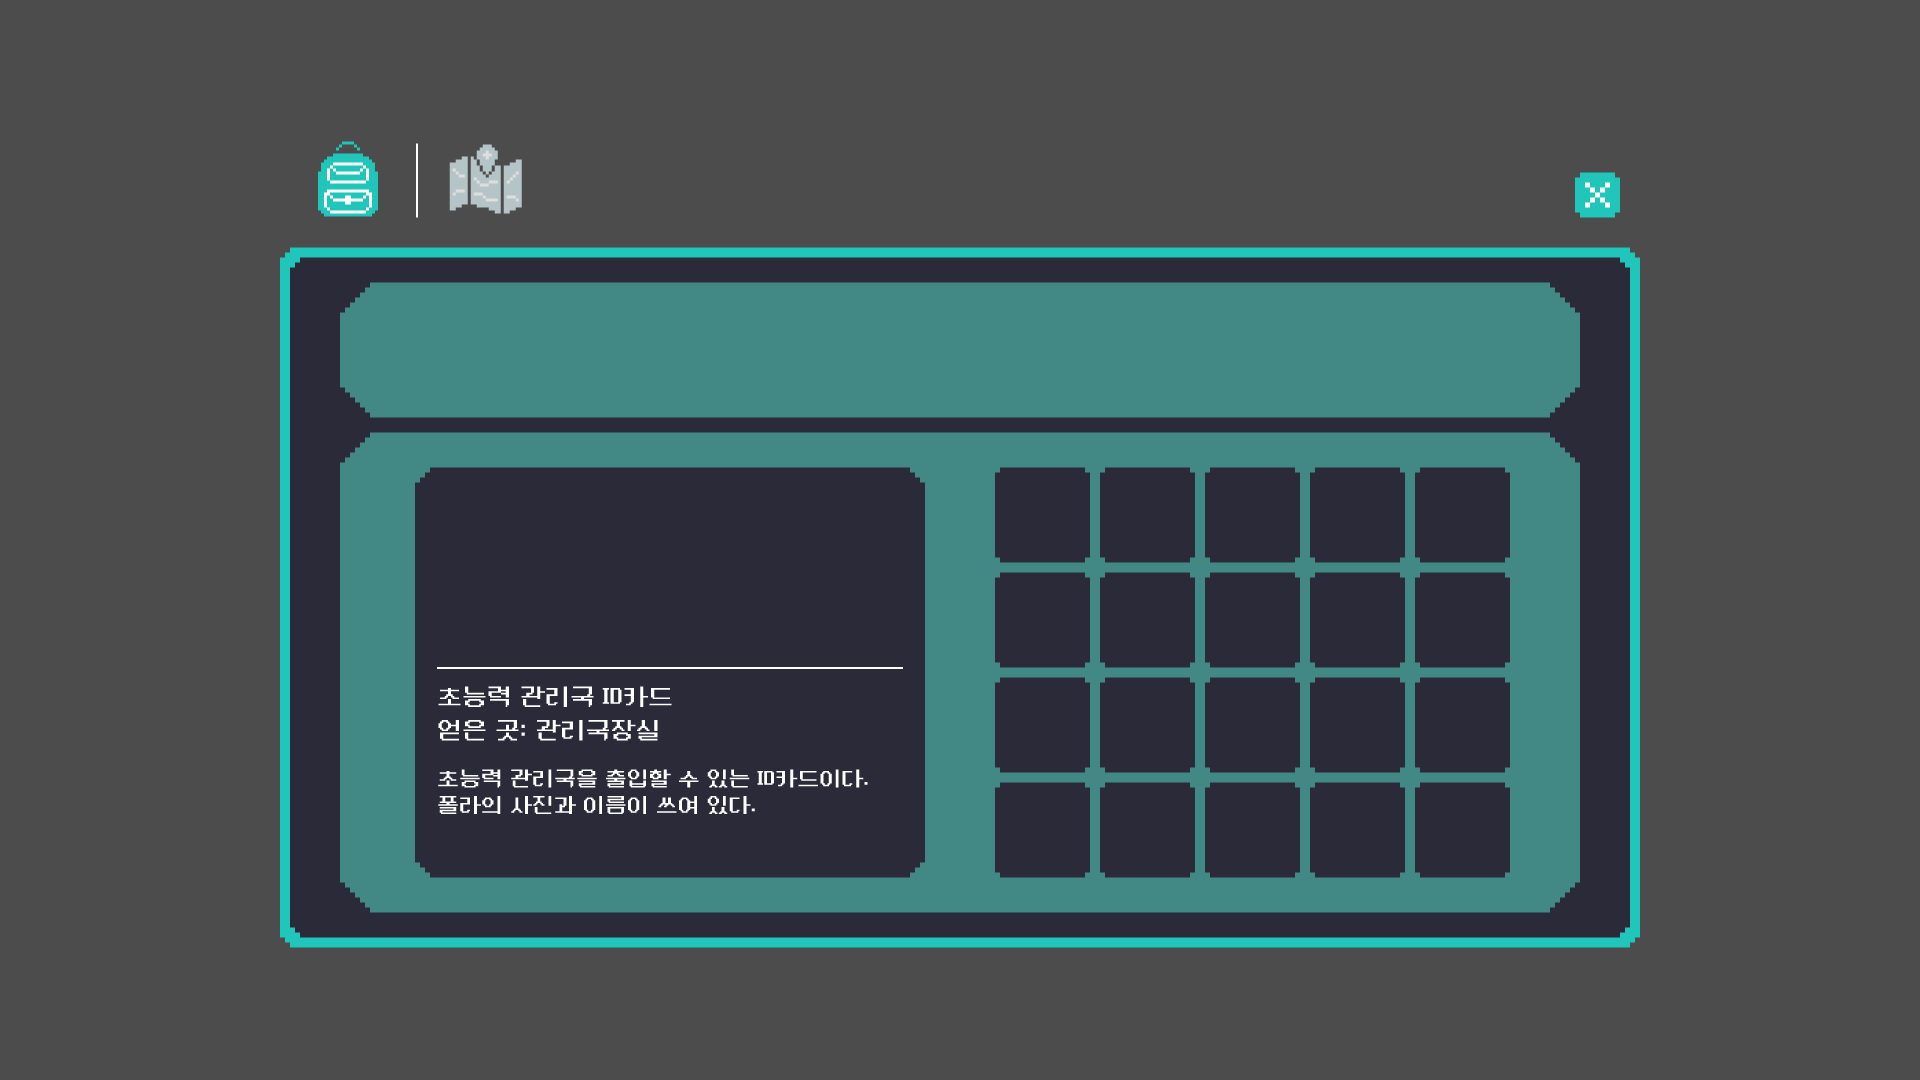 초능력 관리국 ID카드
얻은 곳: 관리국장실
초능력 관리국을 출입할 수 있는 ID카드이다.
폴라의 사진과 이름이 쓰여 있다.